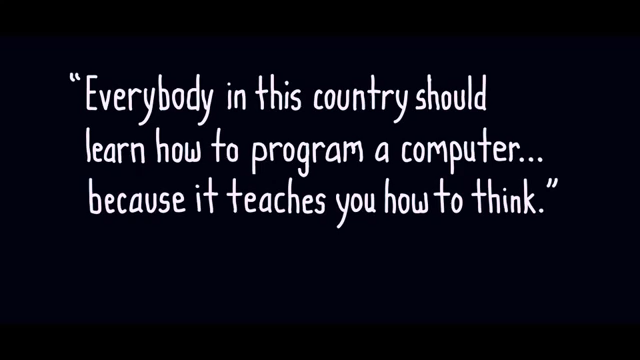 “Everybody in this country should
learn how to program a computer...
because it teaches you how to think.”